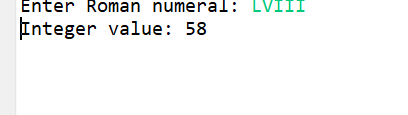 Enter Roman numeral: LVIII
Integer value: 58